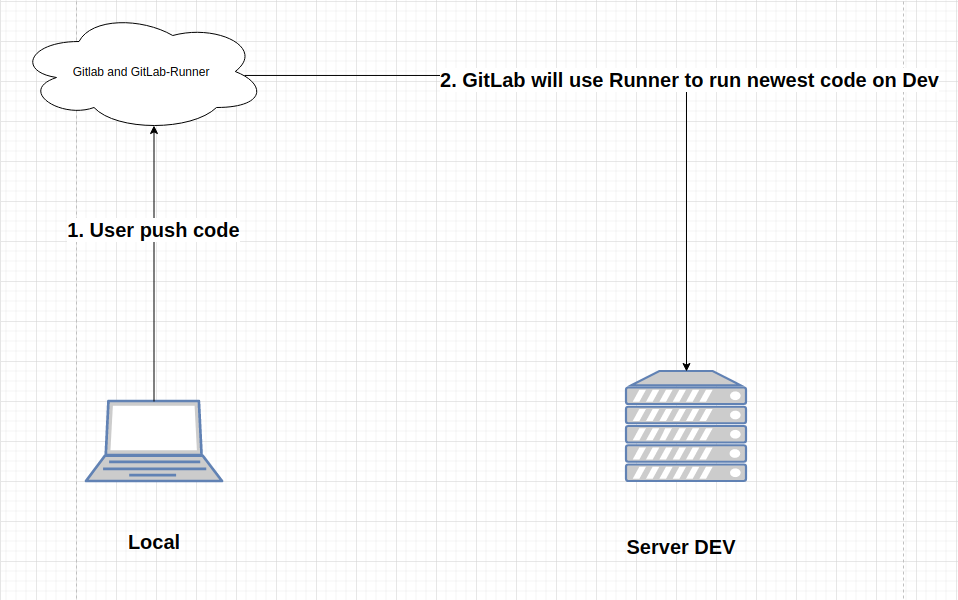 Gitlab and GitLab-Runner
2. GitLab will use Runner to run newest code on Dev
1. User push code
Local
Server DEV